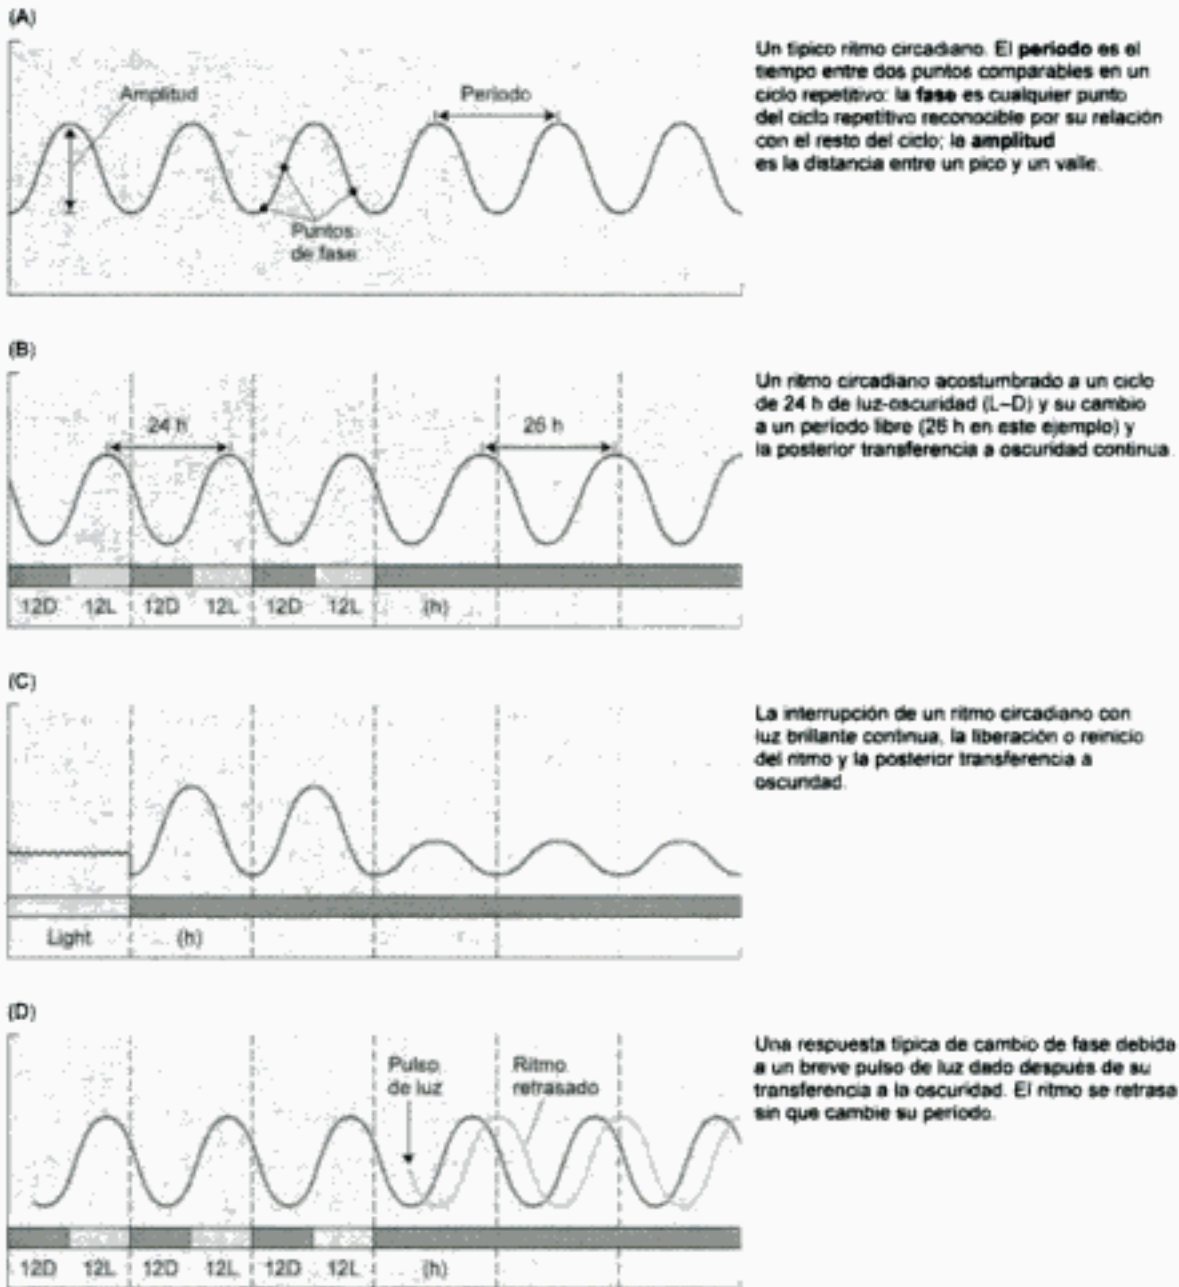 (A)
Amplitud
Período
Puntos
de fase
Un típico ritmo circadiano. El período es el
tiempo entre dos puntos comparables en un
ciclo repetitivo: la fase es cualquier punto
del ciclo repetitivo reconocible por su relación
con el resto del ciclo; la amplitud
es la distancia entre un pico y un valle.
(B)
24 h
26 h
12D 12L 12D 12L 12D 12L (h)
Un ritmo circadiano acostumbrado a un ciclo
de 24 h de luz-oscuridad (L–D) y su cambio
a un período libre (26 h en este ejemplo) y
la posterior transferencia a oscuridad continua.
(C)
Light (h)
La interrupción de un ritmo circadiano con
luz brillante continua, la liberación o reinicio
del ritmo y la posterior transferencia a
oscuridad.
(D)
Pulso
de luz
Ritmo
retrasado
12D 12L 12D 12L 12D 12L (h)
Una respuesta típica de cambio de fase debida
a un breve pulso de luz dado después de su
transferencia a la oscuridad. El ritmo se retrasa
sin que cambie su período.